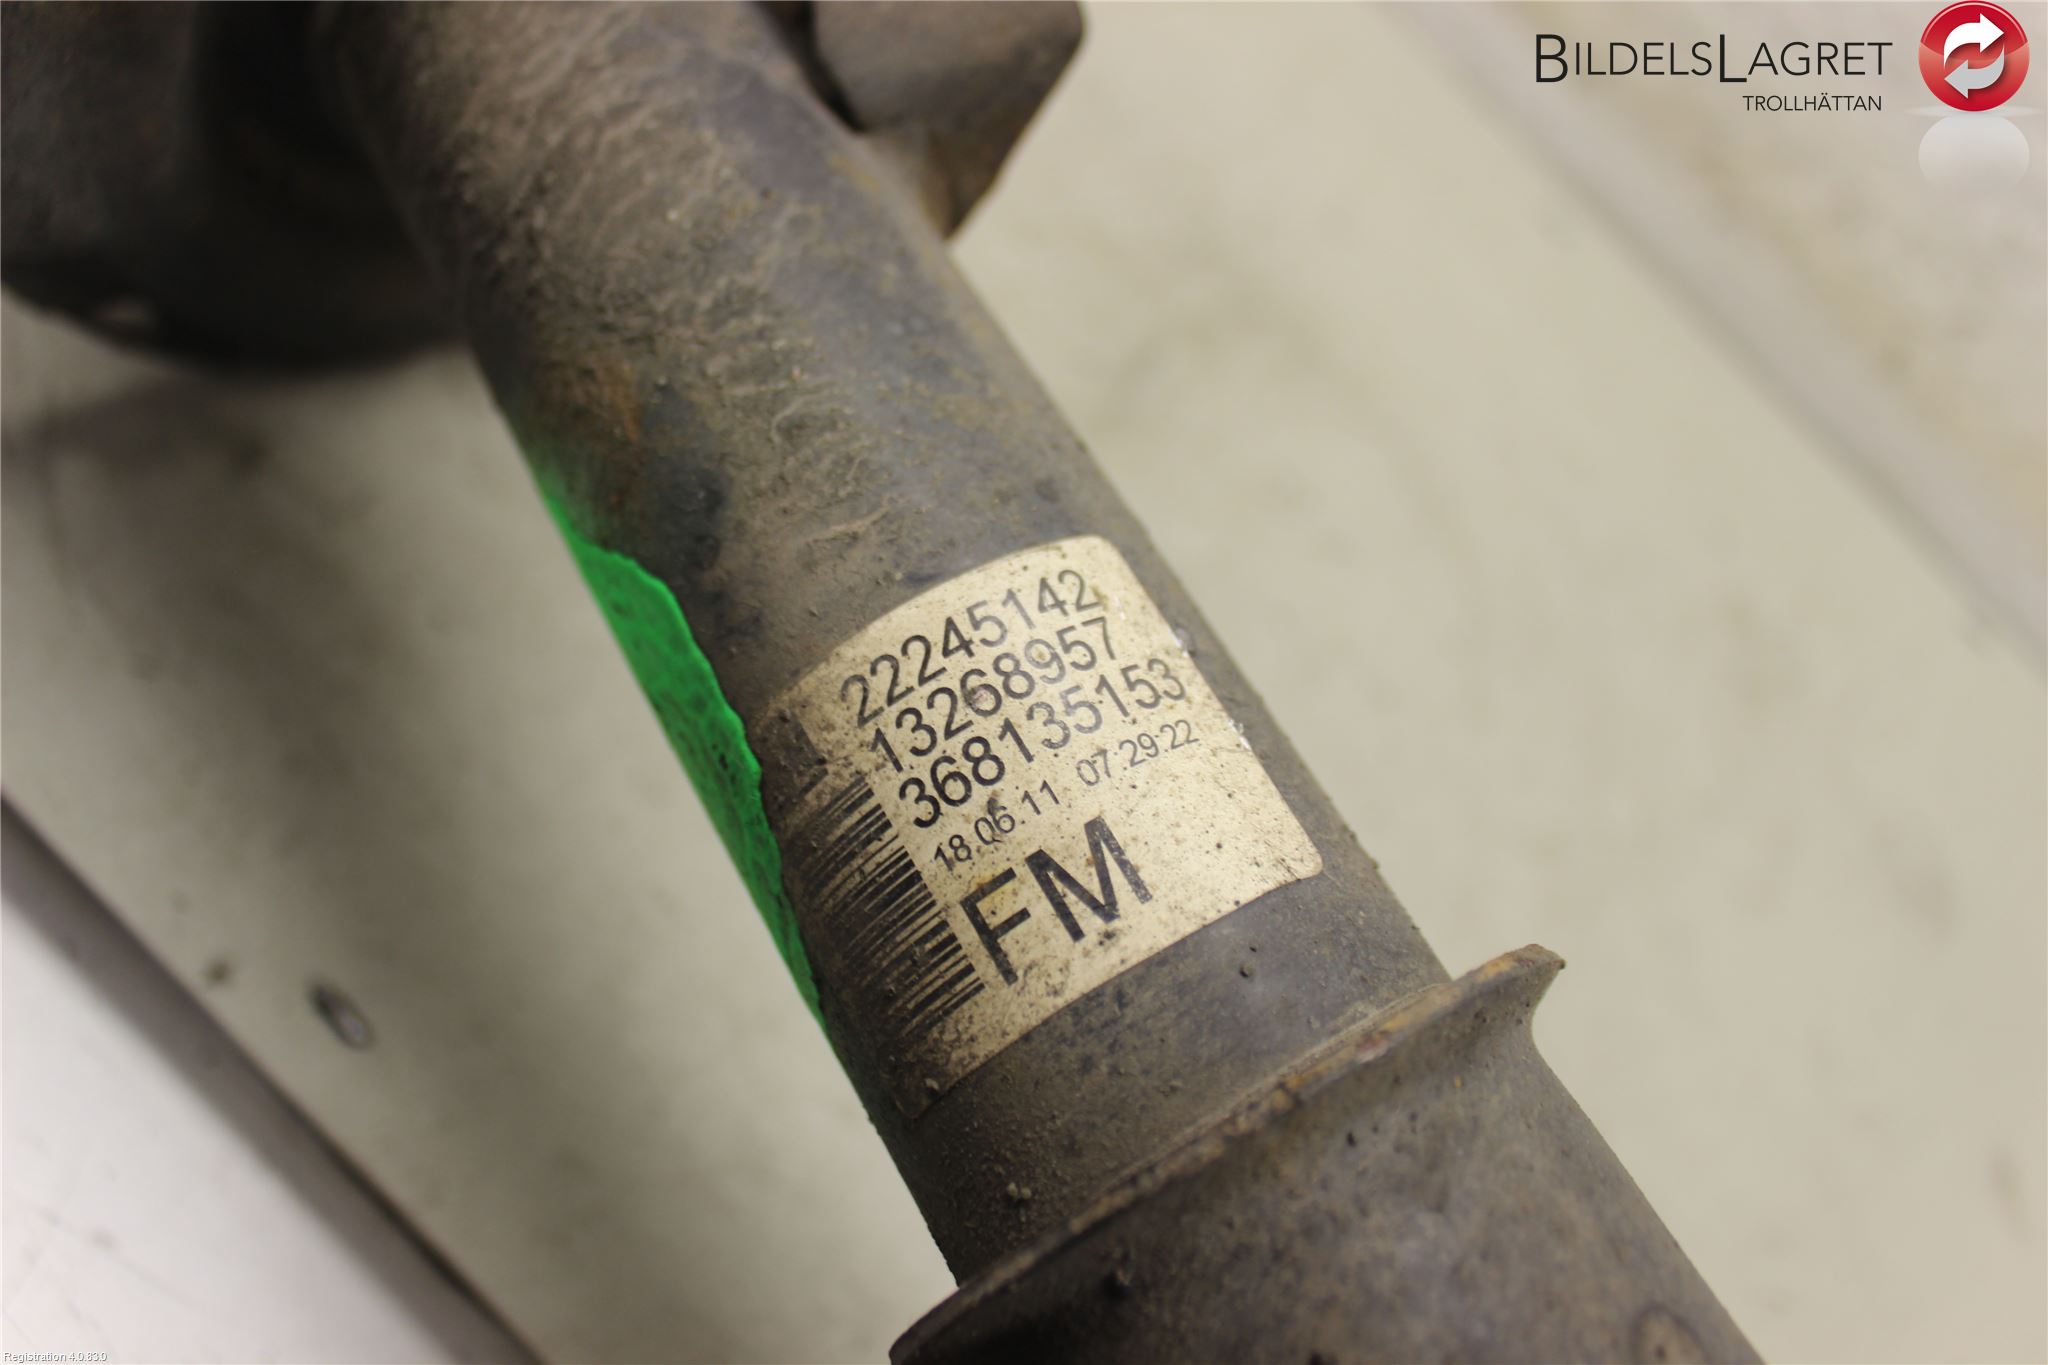 BILDELSLAGRET
TROLLHÄTTAN
22245142
13268957
368135153
18.06.11 07:29:22
FM
Registration 4.0.83.0